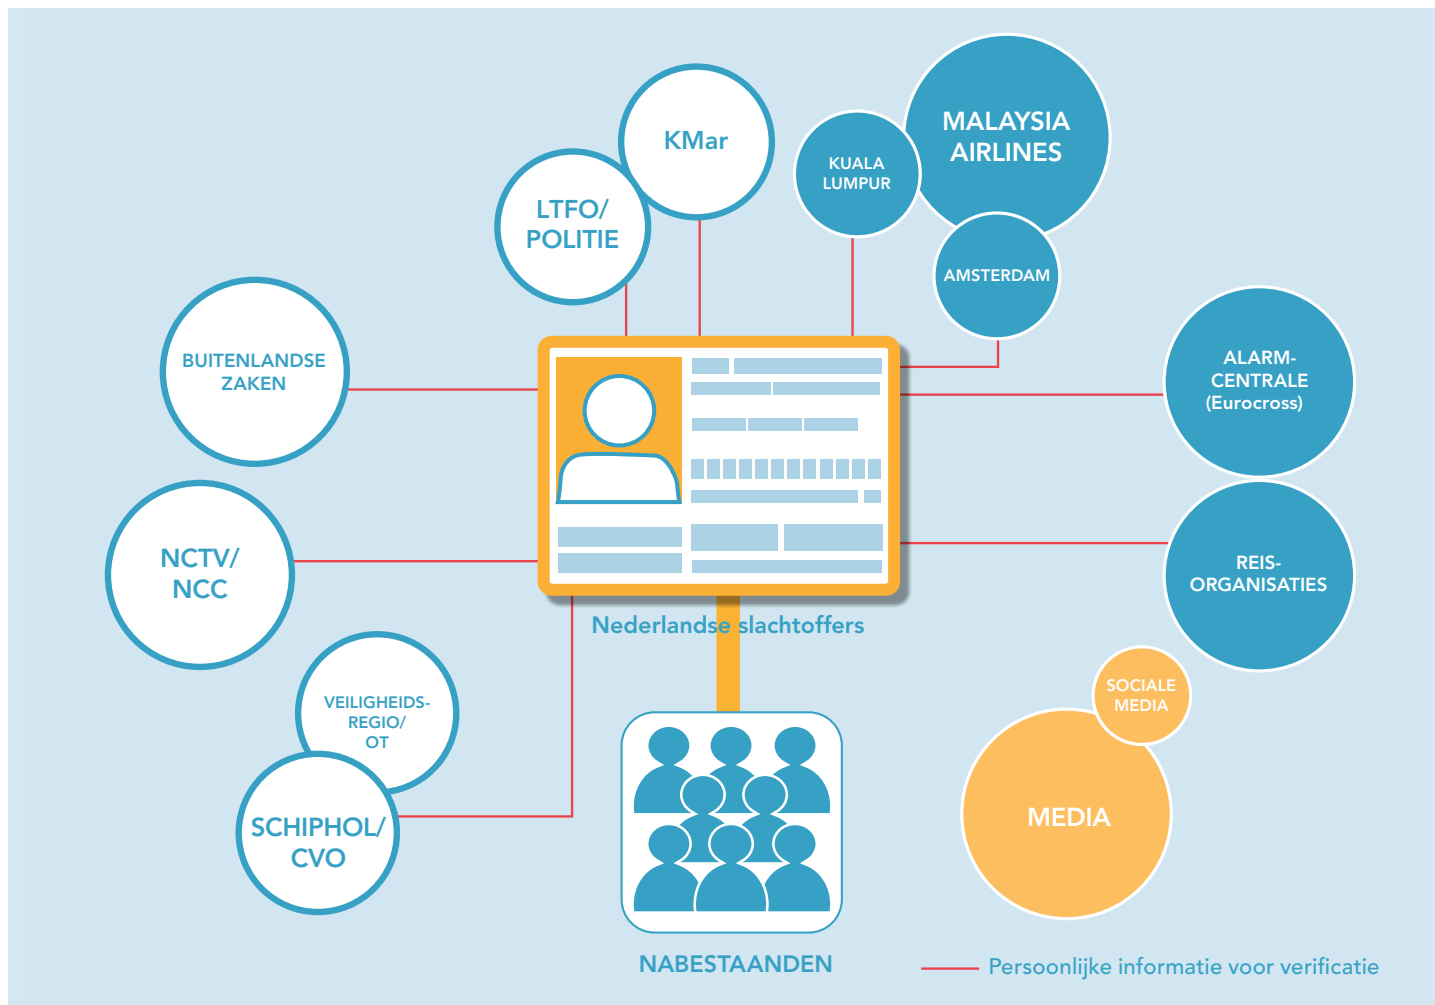 KMar
MALAYSIA
AIRLINES
KUALA
LUMPUR
LTFO/
POLITIE
AMSTERDAM
BUITENLANDSE
ZAKEN
ALARM-
CENTRALE
(Eurocross)
NCTV/
NCC
REIS-
ORGANISATIES
Nederlandse slachtoffers
SOCIALE
MEDIA
VEILIGHEIDS-
REGIO/
OT
MEDIA
SCHIPHOL/
CVO
NABESTAANDEN
Persoonlijke informatie voor verificatie